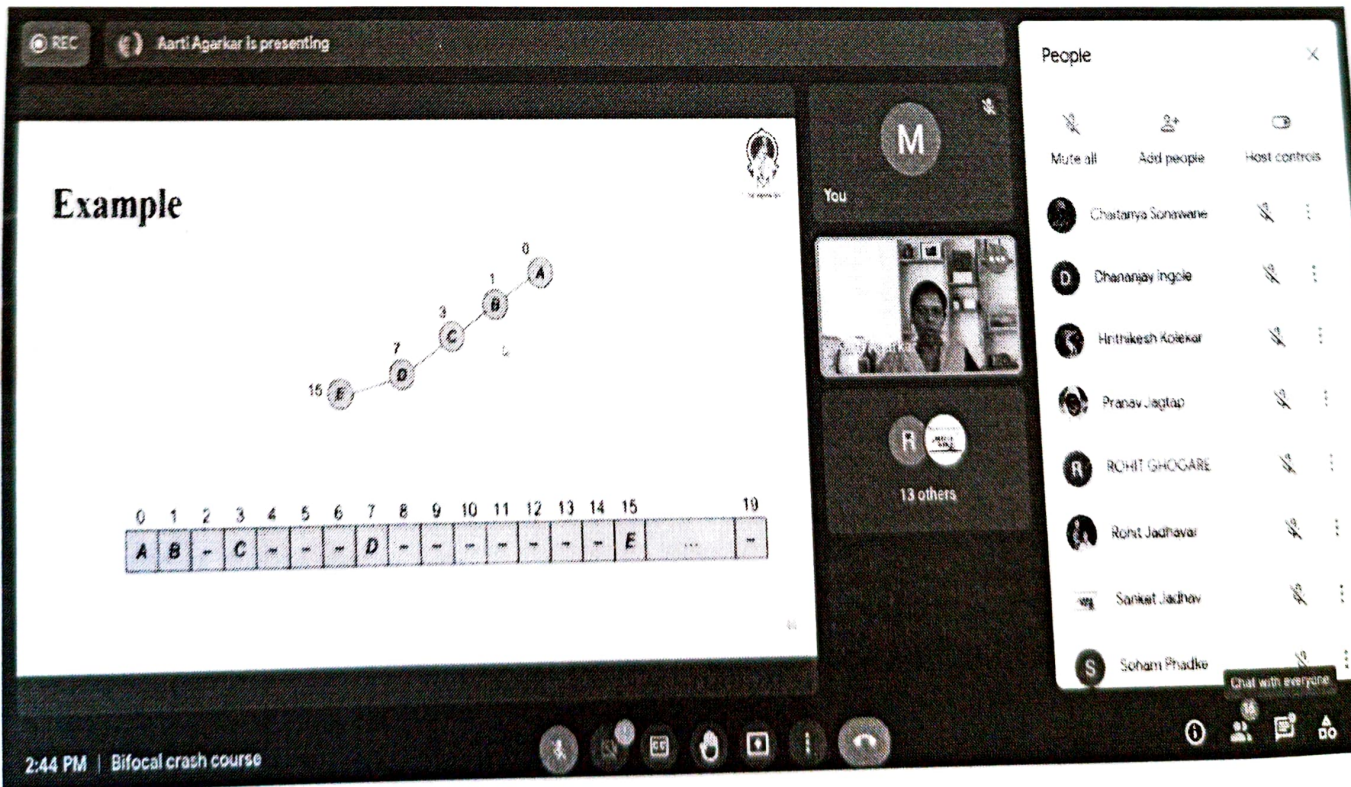 REC
Aarti Agarkar is presenting
Example
0
A
1
B
3
C
7
D
15
E
0 1 2 3 4 5 6 7 8 9 10 11 12 13 14 15 19
A B - C - - - D - - - - - - - E ... -
M
You
R
13 others
People
Mute all Add people Host controls
Chaitanya Sonawane
D Dhananjay Ingole
Hrithikesh Kolekar
Pranav Jagtap
R ROHIT GHOGARE
Rohit Jadhavar
Sanket Jadhav
S Soham Phadke
Chat with everyone
2:44 PM | Bifocal crash course